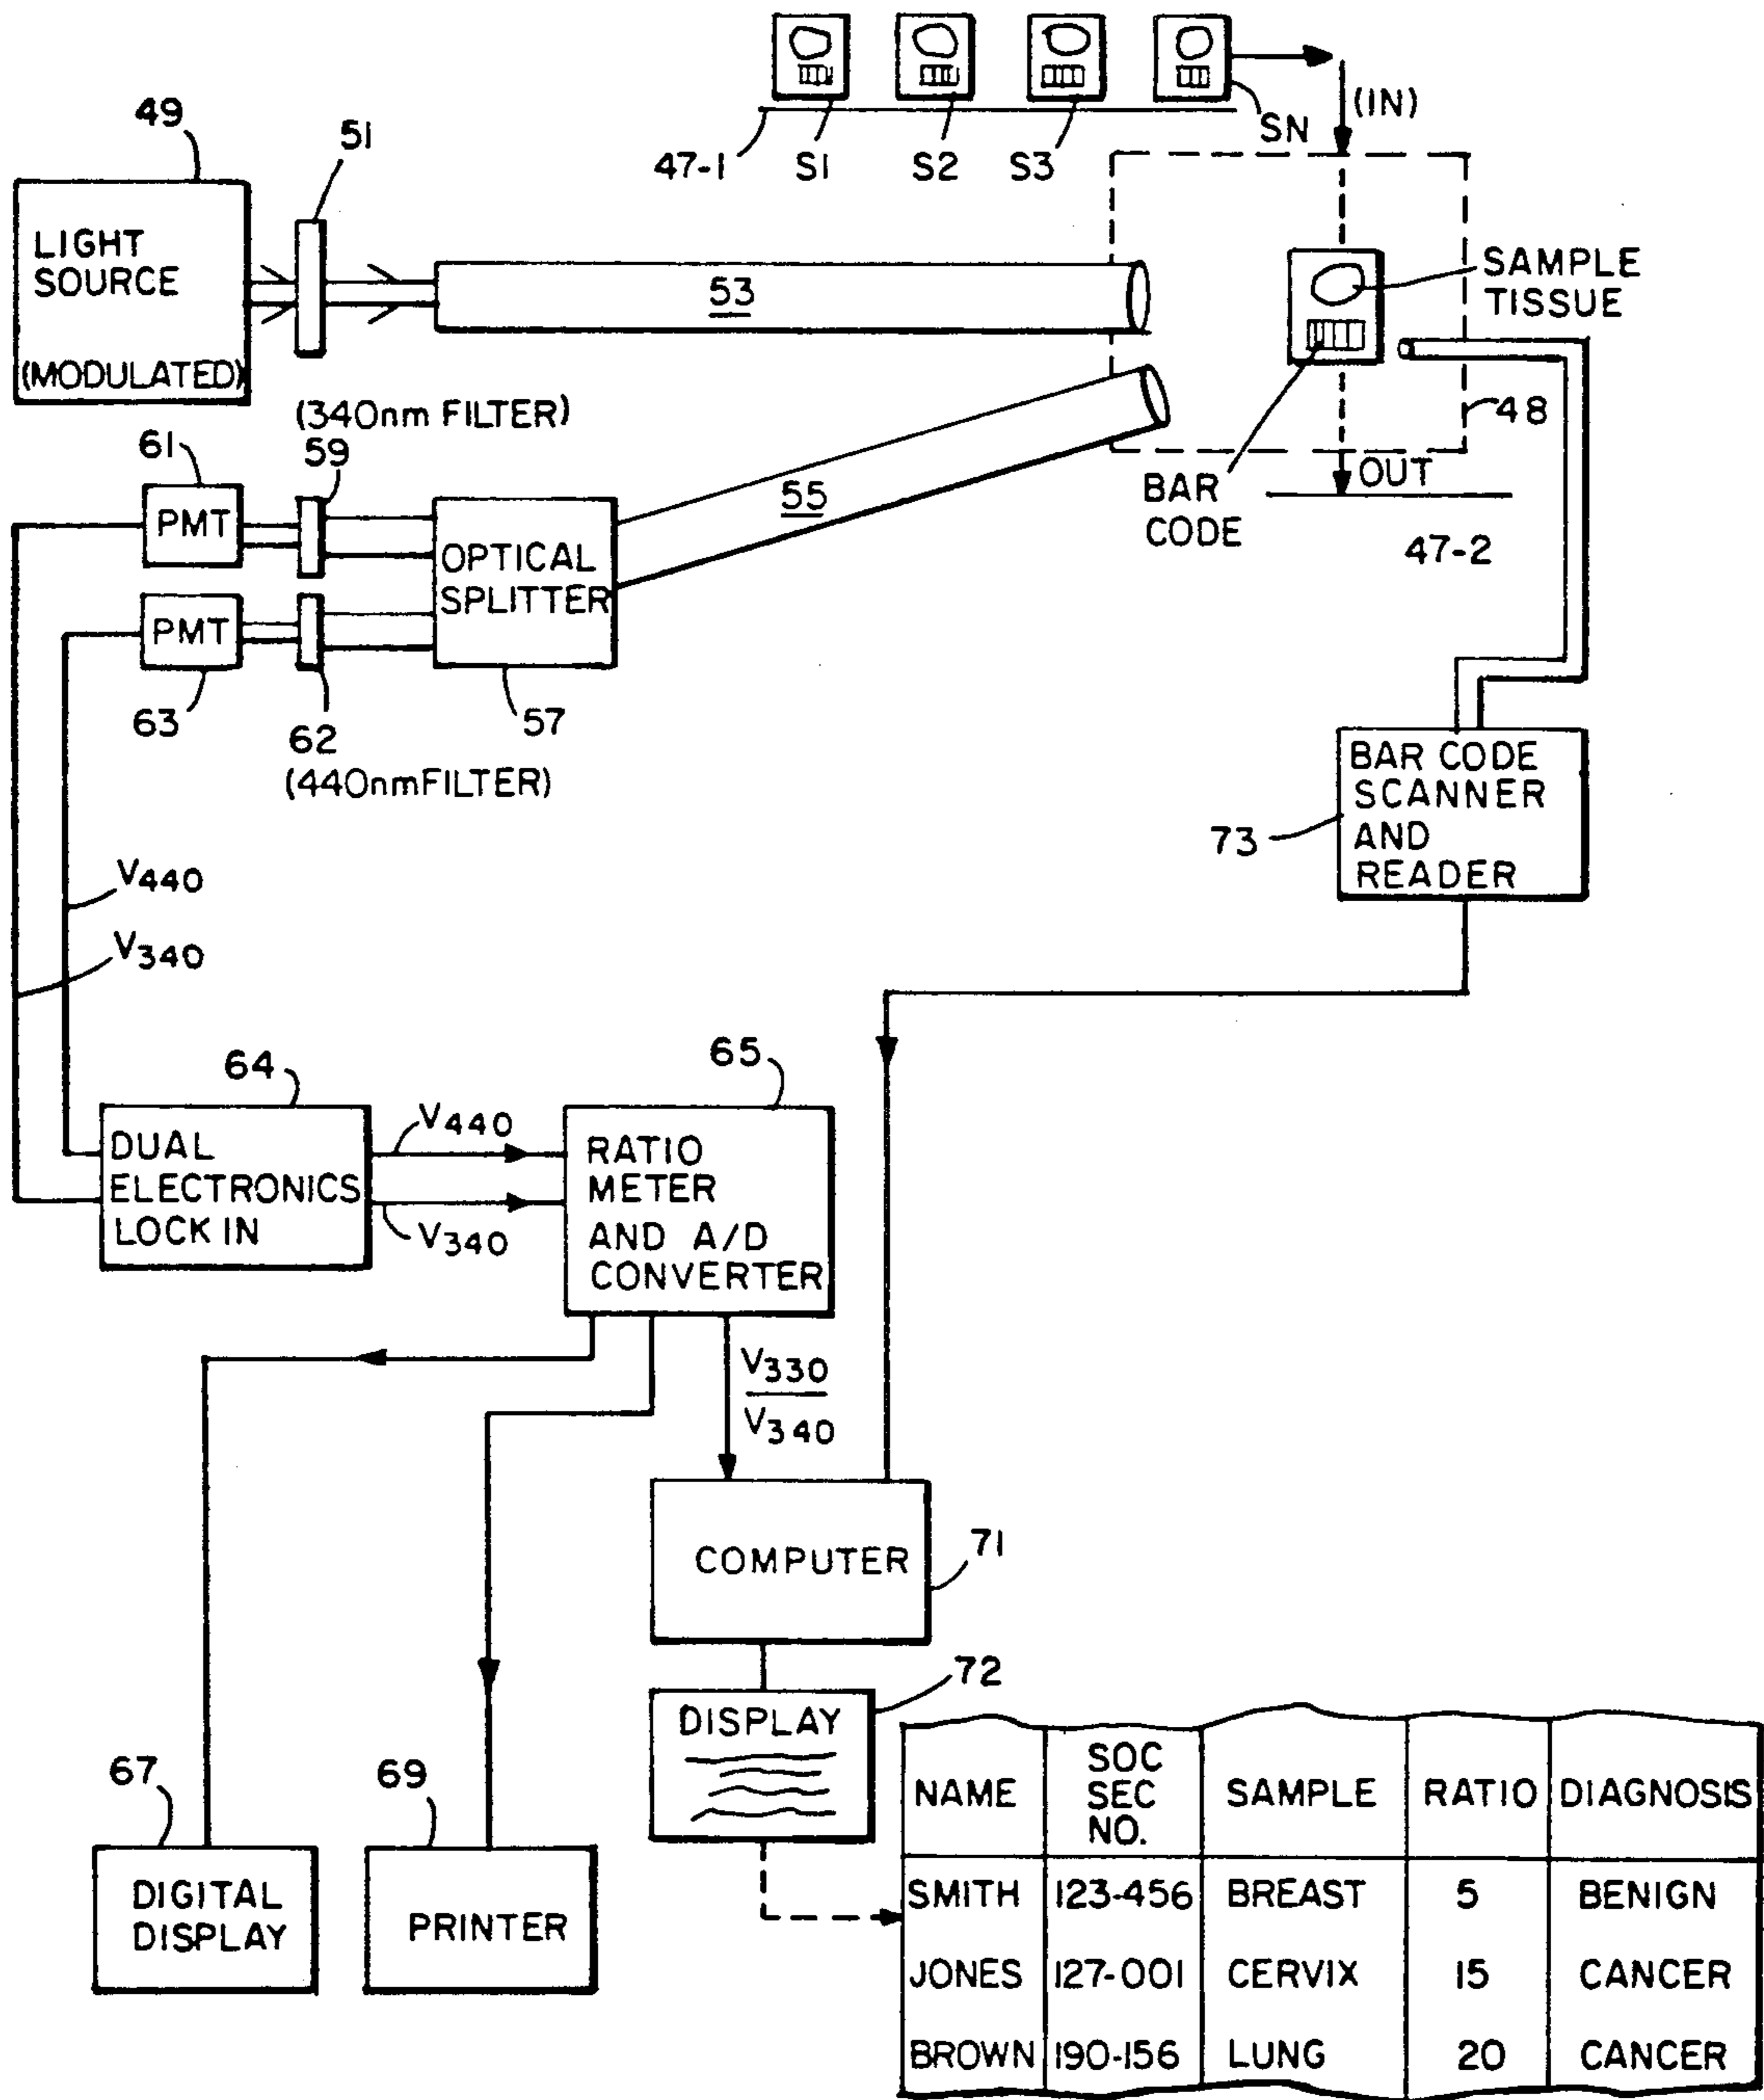 S1
S2
S3
SN
47-1
(IN)
49
51
LIGHT
SOURCE
(MODULATED)
53
SAMPLE
TISSUE
48
(340nm FILTER)
61
59
PMT
OPTICAL
SPLITTER
55
BAR
CODE
OUT
47-2
PMT
63
62
57
(440nmFILTER)
BAR CODE
SCANNER
AND
READER
73
V440
V340
64
65
DUAL
ELECTRONICS
LOCK IN
V440
V340
RATIO
METER
AND A/D
CONVERTER
V330
V340
COMPUTER
71
DISPLAY
72
67
69
DIGITAL
DISPLAY
PRINTER
NAME SOC SEC NO. SAMPLE RATIO DIAGNOSIS
SMITH 123-456 BREAST 5 BENIGN
JONES 127-001 CERVIX 15 CANCER
BROWN 190-156 LUNG 20 CANCER